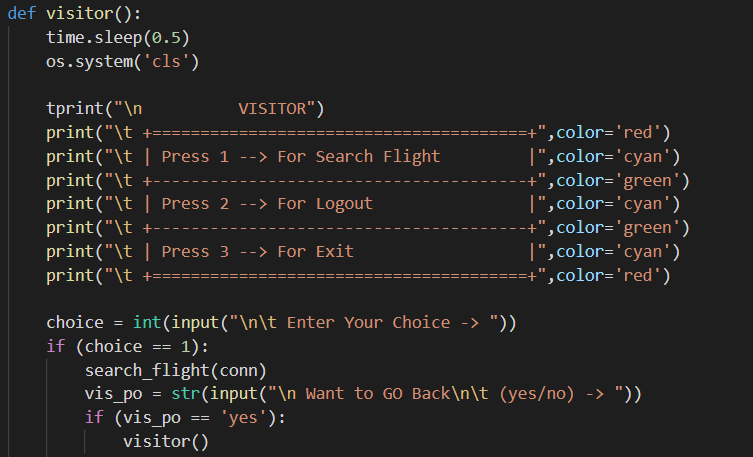 def visitor():
    time.sleep(0.5)
    os.system('cls')

    tprint("\n          VISITOR")
    print("\t +=======================================+",color='red')
    print("\t | Press 1 --> For Search Flight         |",color='cyan')
    print("\t +---------------------------------------+",color='green')
    print("\t | Press 2 --> For Logout                |",color='cyan')
    print("\t +---------------------------------------+",color='green')
    print("\t | Press 3 --> For Exit                  |",color='cyan')
    print("\t +=======================================+",color='red')

    choice = int(input("\n\t Enter Your Choice -> "))
    if (choice == 1):
        search_flight(conn)
        vis_po = str(input("\n Want to GO Back\n\t (yes/no) -> "))
        if (vis_po == 'yes'):
            visitor()